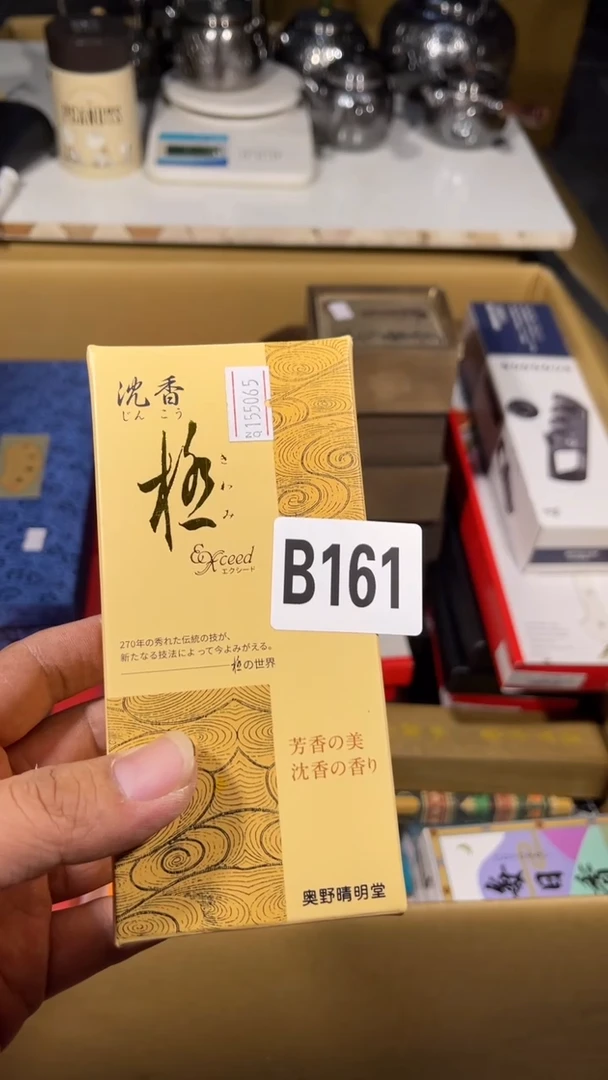 PEANUTS
沈香
じん こう
№ 155065
極
きわみ
EXceed
エクシード
B161
270年の秀れた伝統の技が、
新たなる技法によって今よみがえる。
極の世界
芳香の美
沈香の香り
奥野晴明堂